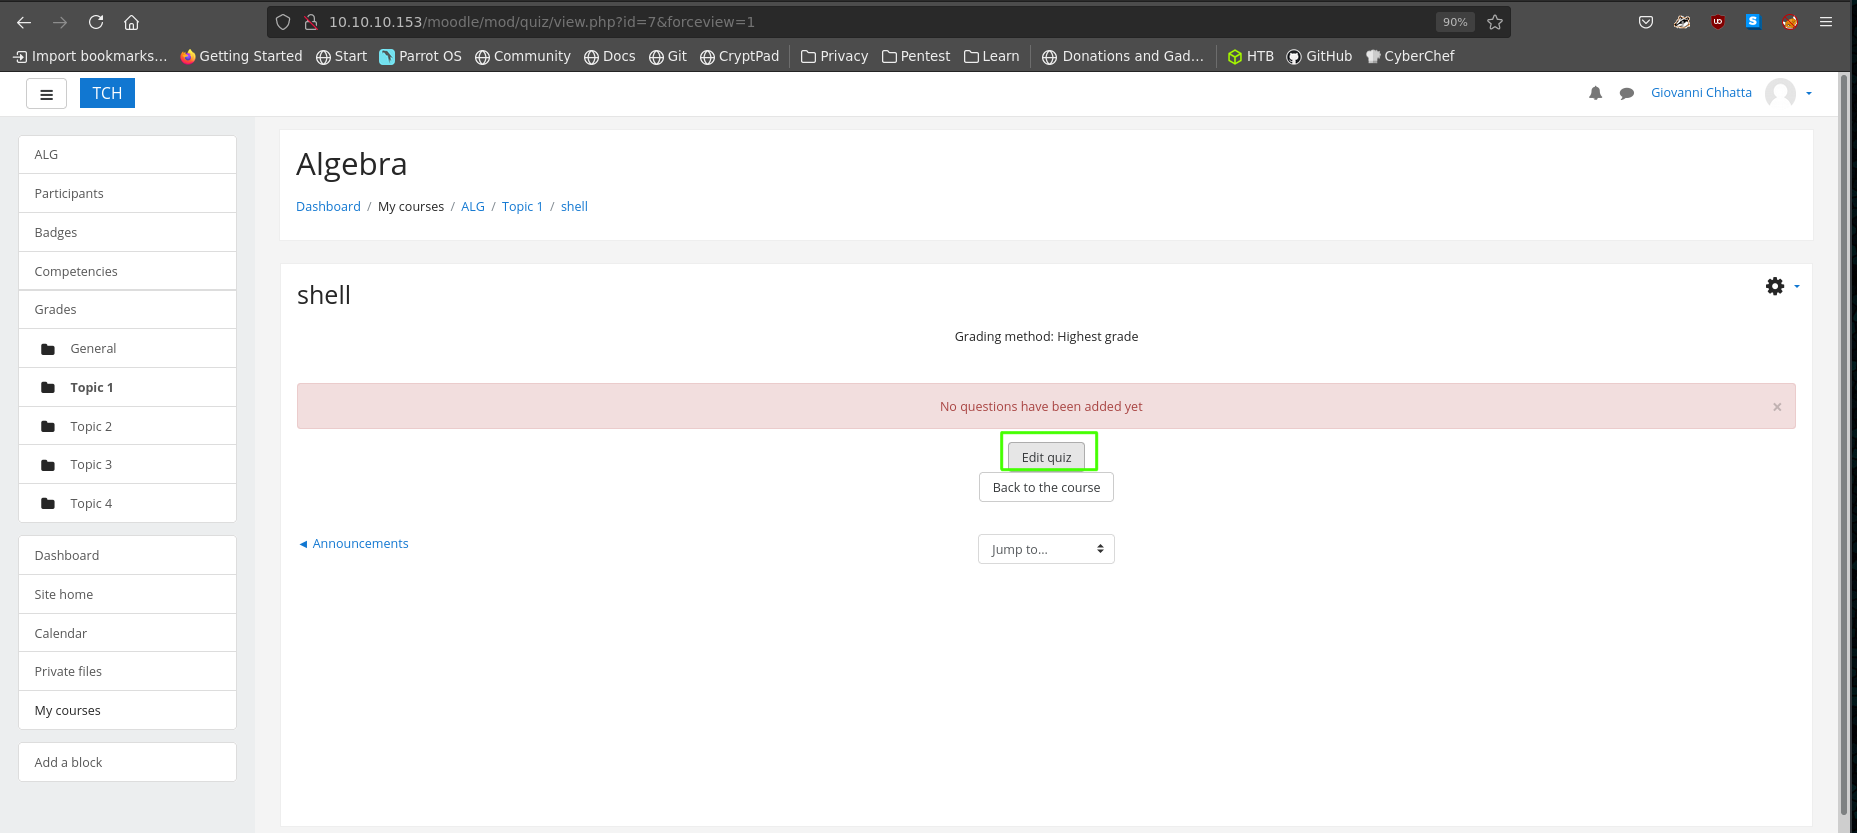 10.10.10.153/moodle/mod/quiz/view.php?id=7&forceview=1 90%
Import bookmarks... Getting Started Start Parrot OS Community Docs Git CryptPad Privacy Pentest Learn Donations and Gad... HTB GitHub CyberChef
TCH Giovanni Chhatta
ALG
Participants
Badges
Competencies
Grades
General
Topic 1
Topic 2
Topic 3
Topic 4
Dashboard
Site home
Calendar
Private files
My courses
Add a block
Algebra
Dashboard / My courses / ALG / Topic 1 / shell
shell
Grading method: Highest grade
No questions have been added yet ×
Edit quiz
Back to the course
◄ Announcements
Jump to...